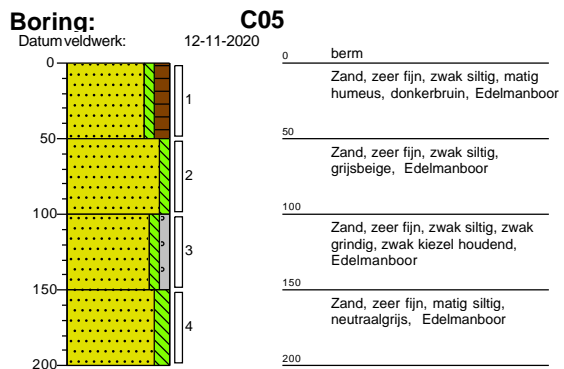 Boring: C05
Datum veldwerk: 12-11-2020
0
50
100
150
200
1
2
3
4
0 berm
Zand, zeer fijn, zwak siltig, matig
humeus, donkerbruin, Edelmanboor
50
Zand, zeer fijn, zwak siltig,
grijsbeige, Edelmanboor
100
Zand, zeer fijn, zwak siltig, zwak
grindig, zwak kiezel houdend,
Edelmanboor
150
Zand, zeer fijn, matig siltig,
neutraalgrijs, Edelmanboor
200